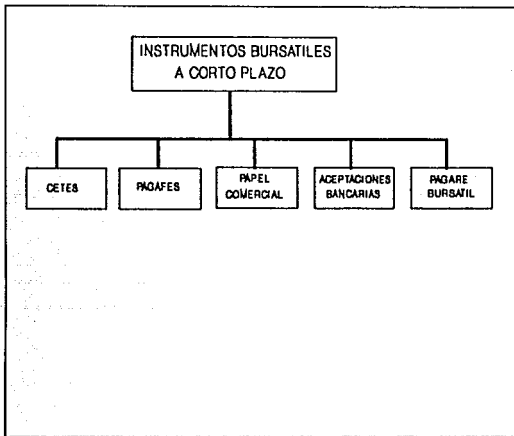 INSTRUMENTOS BURSATILES
A CORTO PLAZO
CETES
PAGAFES
PAPEL
COMERCIAL
ACEPTACIONES
BANCARIAS
PAGARE
BURSATIL